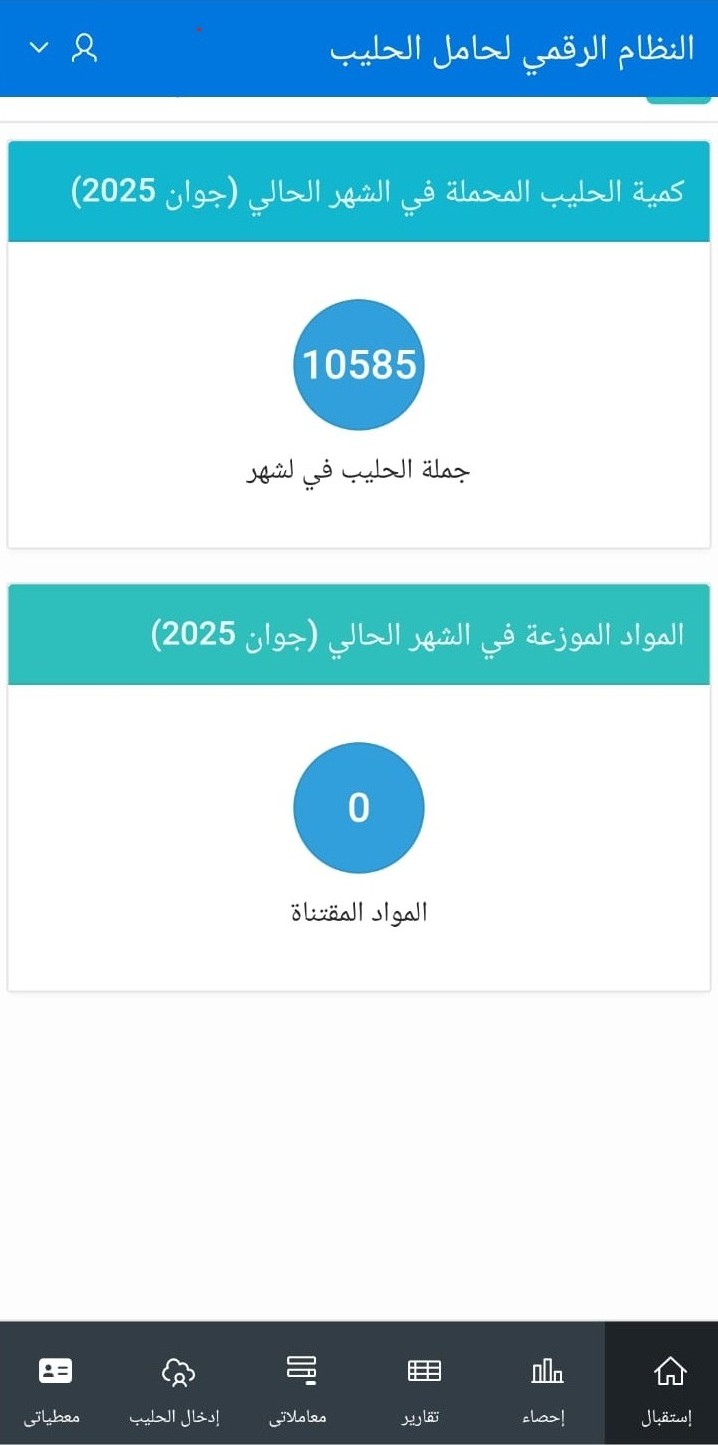 النظام الرقمي لحامل الحليب
كمية الحليب المحملة في الشهر الحالي (جوان 2025)
10585
جملة الحليب في لشهر
المواد الموزعة في الشهر الحالي (جوان 2025)
0
المواد المقتناة
إستقبال
إحصاء
تقارير
معاملاتى
إدخال الحليب
معطياتى